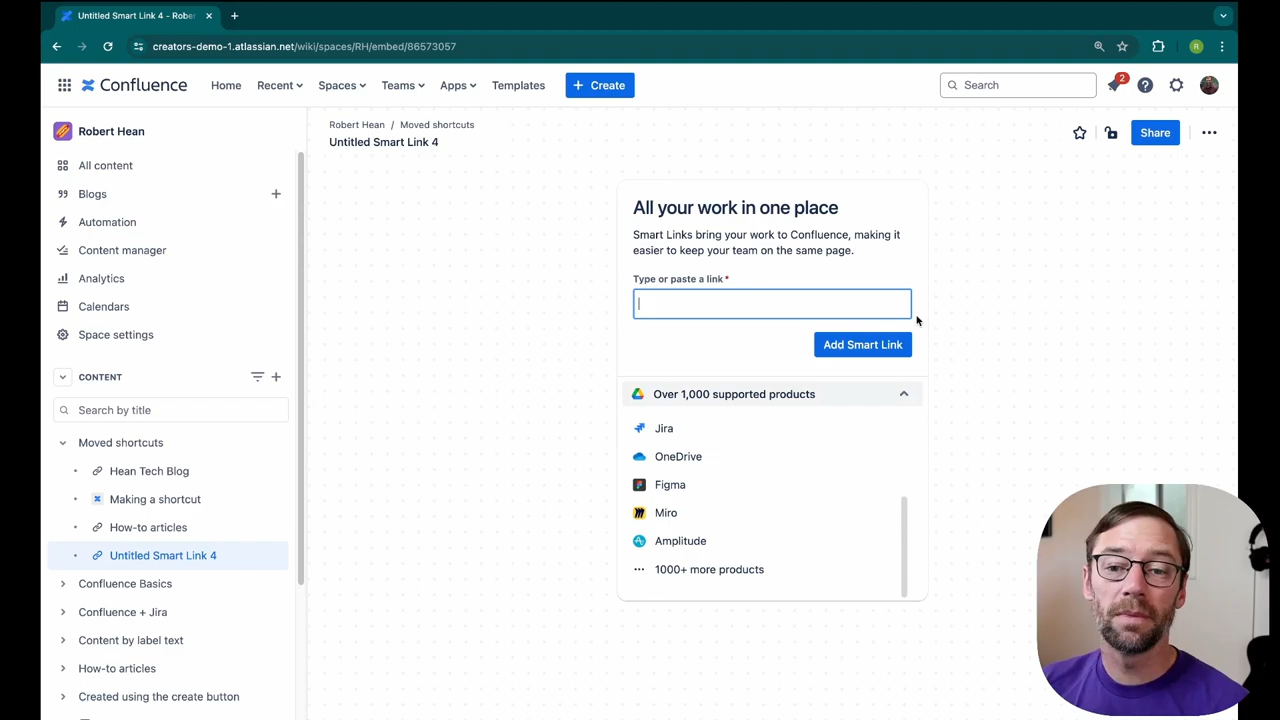 Untitled Smart Link 4 - Rober
creators-demo-1.atlassian.net/wiki/spaces/RH/embed/86573057
R
Confluence
Home
Recent
Spaces
Teams
Apps
Templates
+ Create
Search
2
Robert Hean
All content
Blogs
Automation
Content manager
Analytics
Calendars
Space settings
CONTENT
Search by title
Moved shortcuts
Hean Tech Blog
Making a shortcut
How-to articles
Untitled Smart Link 4
Confluence Basics
Confluence + Jira
Content by label text
How-to articles
Created using the create button
Robert Hean / Moved shortcuts
Untitled Smart Link 4
Share
All your work in one place
Smart Links bring your work to Confluence, making it
easier to keep your team on the same page.
Type or paste a link*
Add Smart Link
Over 1,000 supported products
Jira
OneDrive
Figma
Miro
Amplitude
1000+ more products